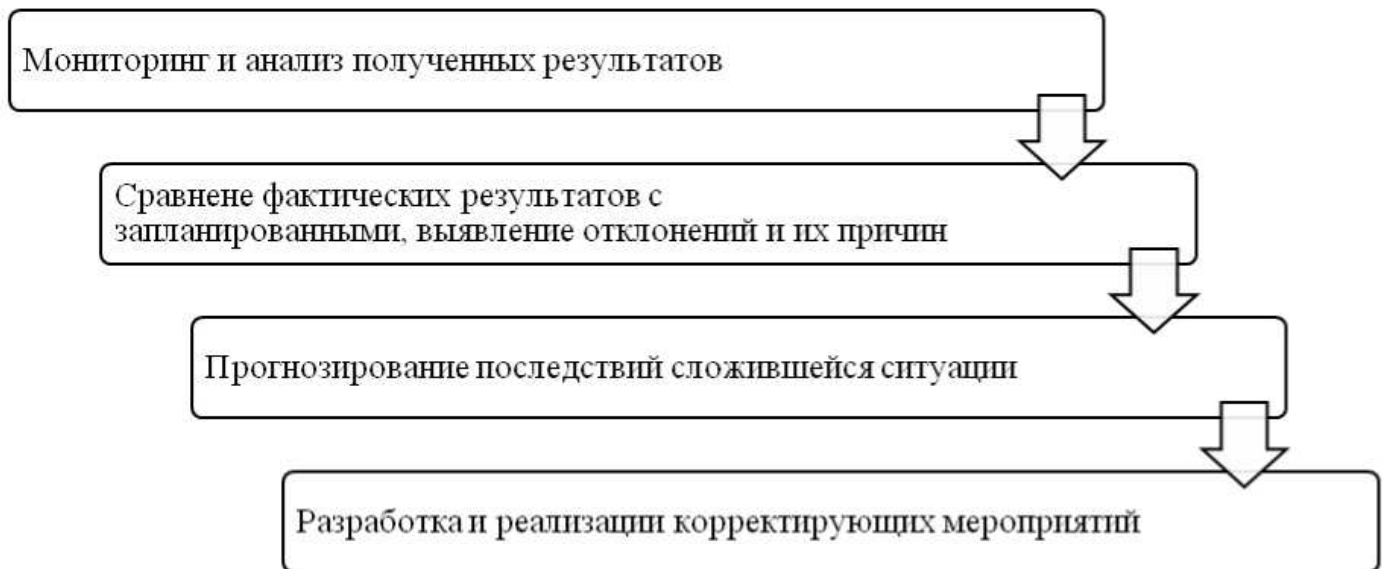 Мониторинг и анализ полученных результатов
Сравнене фактических результатов с
запланированными, выявление отклонений и их причин
Прогнозирование последствий сложившейся ситуации
Разработка и реализации корректирующих мероприятий